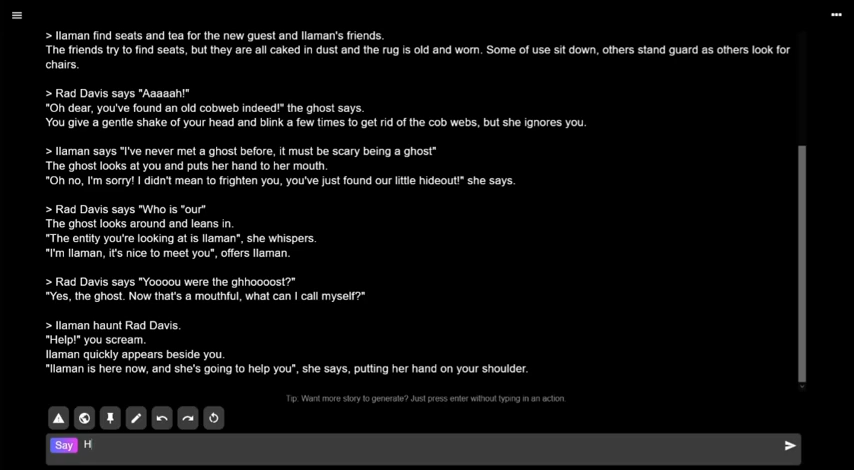 > Ilaman find seats and tea for the new guest and Ilaman's friends.
The friends try to find seats, but they are all caked in dust and the rug is old and worn. Some of use sit down, others stand guard as others look for
chairs.
> Rad Davis says "Aaaaah!"
"Oh dear, you've found an old cobweb indeed!" the ghost says.
You give a gentle shake of your head and blink a few times to get rid of the cob webs, but she ignores you.
> Ilaman says "I've never met a ghost before, it must be scary being a ghost"
The ghost looks at you and puts her hand to her mouth.
"Oh no, I'm sorry! I didn't mean to frighten you, you've just found our little hideout!" she says.
> Rad Davis says "Who is "our"
The ghost looks around and leans in.
"The entity you're looking at is Ilaman", she whispers.
"I'm Ilaman, it's nice to meet you", offers Ilaman.
> Rad Davis says "Yoooou were the ghhoooost?"
"Yes, the ghost. Now that's a mouthful, what can I call myself?"
> Ilaman haunt Rad Davis.
"Help!" you scream.
Ilaman quickly appears beside you.
"Ilaman is here now, and she's going to help you", she says, putting her hand on your shoulder.
Tip: Want more story to generate? Just press enter without typing in an action.
Say H